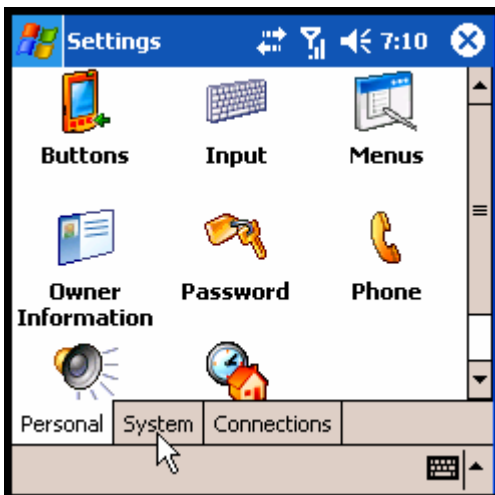 Settings 7:10
Buttons Input Menus
Owner Information Password Phone
Personal System Connections